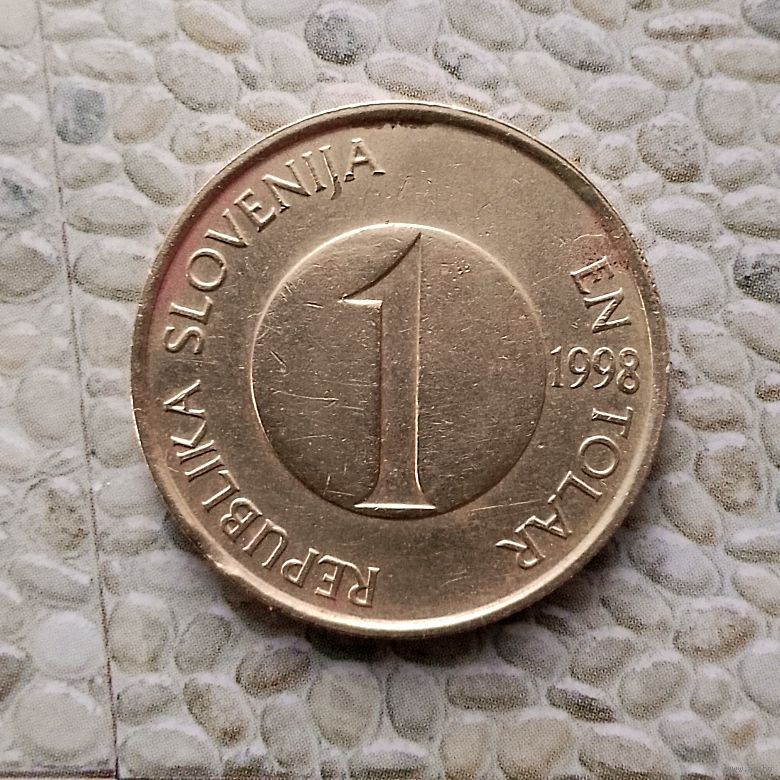 REPUBLIKA SLOVENIJA
1
EN TOLAR
1998